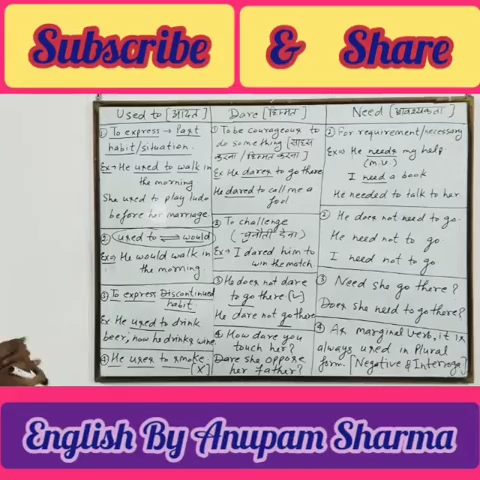 Subscribe & Share
Used to [आदत]
① To express → Past
habit/situation.
Ex→ He used to walk in
the morning
She used to play ludo
before her marriage
② used to ⇌ would
Ex→ He would walk in
the morning
③ To express Discontinued
habit
Ex He used to drink
beer, now he drinks wine.
④ He uses to smoke
(X)
Dare [हिम्मत]
① To be courageous to
do something [साहस
करना / हिम्मत करना]
Ex He dares to go there
He dared to call me a
fool
② To challenge
(चुनौती देना)
Ex→ I dared him to
win the match
③ He does not dare
to go there (✓)
He dare not go there
④ How dare you
touch her?
Dare she oppose
her father?
Need [आवश्यकता]
① For requirement/necessary
Ex→ He needs my help
(M.V.)
I need a book
He needed to talk to her
② He does not need to go.
He need not to go
I need not to go
③ Need she go there?
Does she need to go there?
④ As marginal verb, it is
always used in Plural
form. [Negative & Interroga]
English By Anupam Sharma